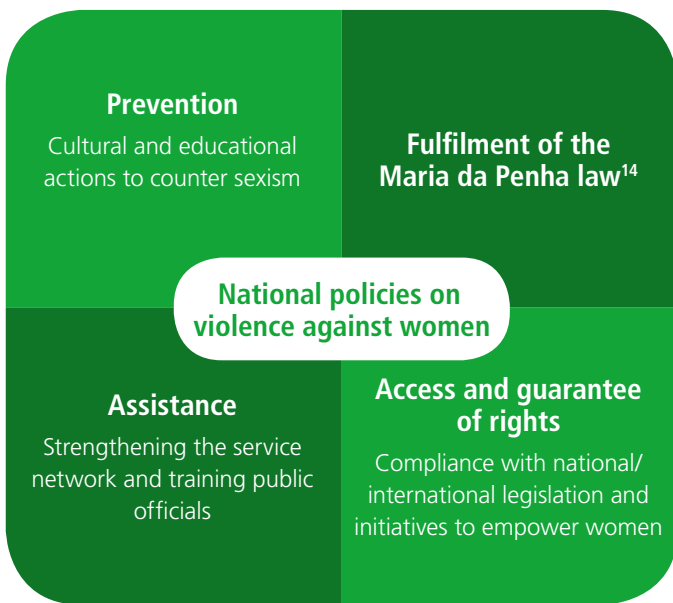 Prevention
Cultural and educational
actions to counter sexism
Fulfilment of the
Maria da Penha law14
National policies on
violence against women
Assistance
Strengthening the service
network and training public
officials
Access and guarantee
of rights
Compliance with national/
international legislation and
initiatives to empower women